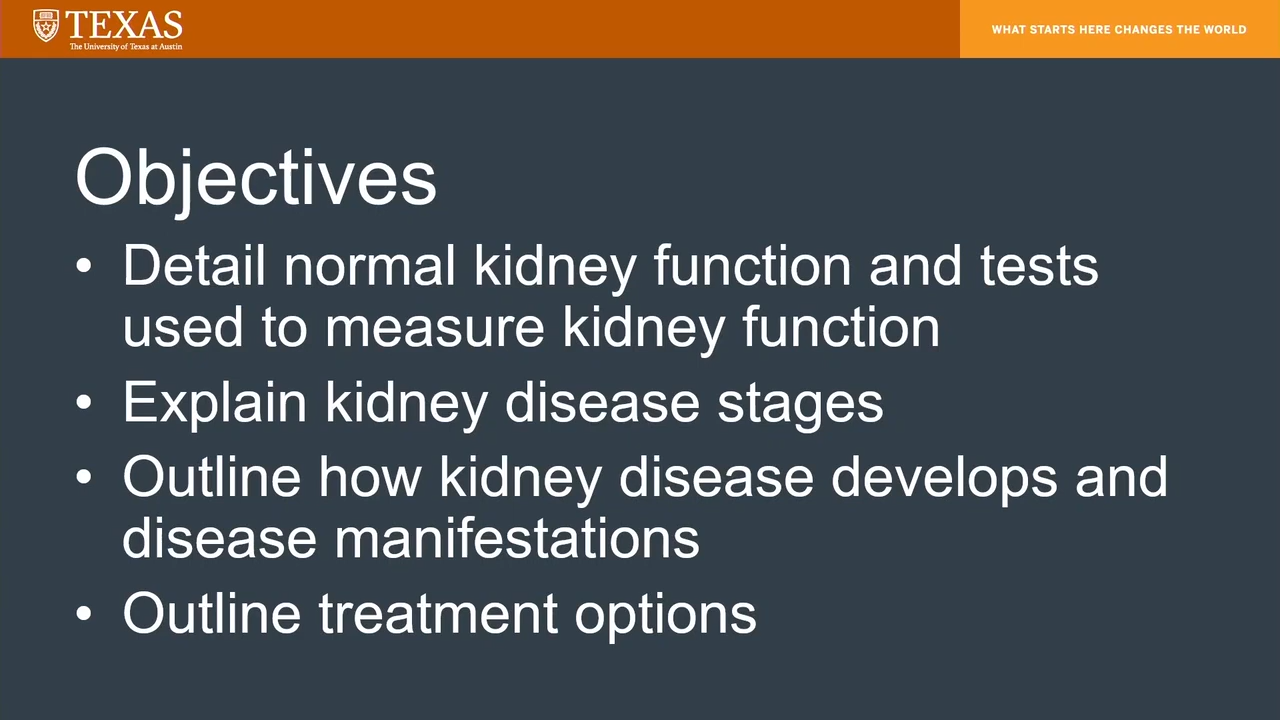 TEXAS
The University of Texas at Austin
WHAT STARTS HERE CHANGES THE WORLD
Objectives
• Detail normal kidney function and tests
used to measure kidney function
• Explain kidney disease stages
• Outline how kidney disease develops and
disease manifestations
• Outline treatment options